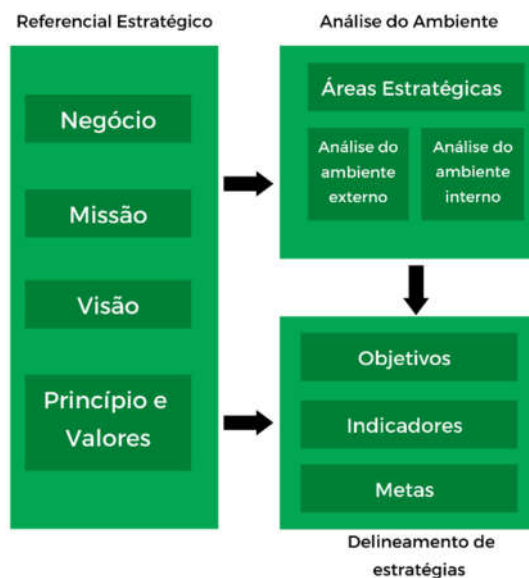 Referencial Estratégico
Negócio
Missão
Visão
Princípio e
Valores
Análise do Ambiente
Áreas Estratégicas
Análise do
ambiente
externo
Análise do
ambiente
interno
Objetivos
Indicadores
Metas
Delineamento de
estratégias